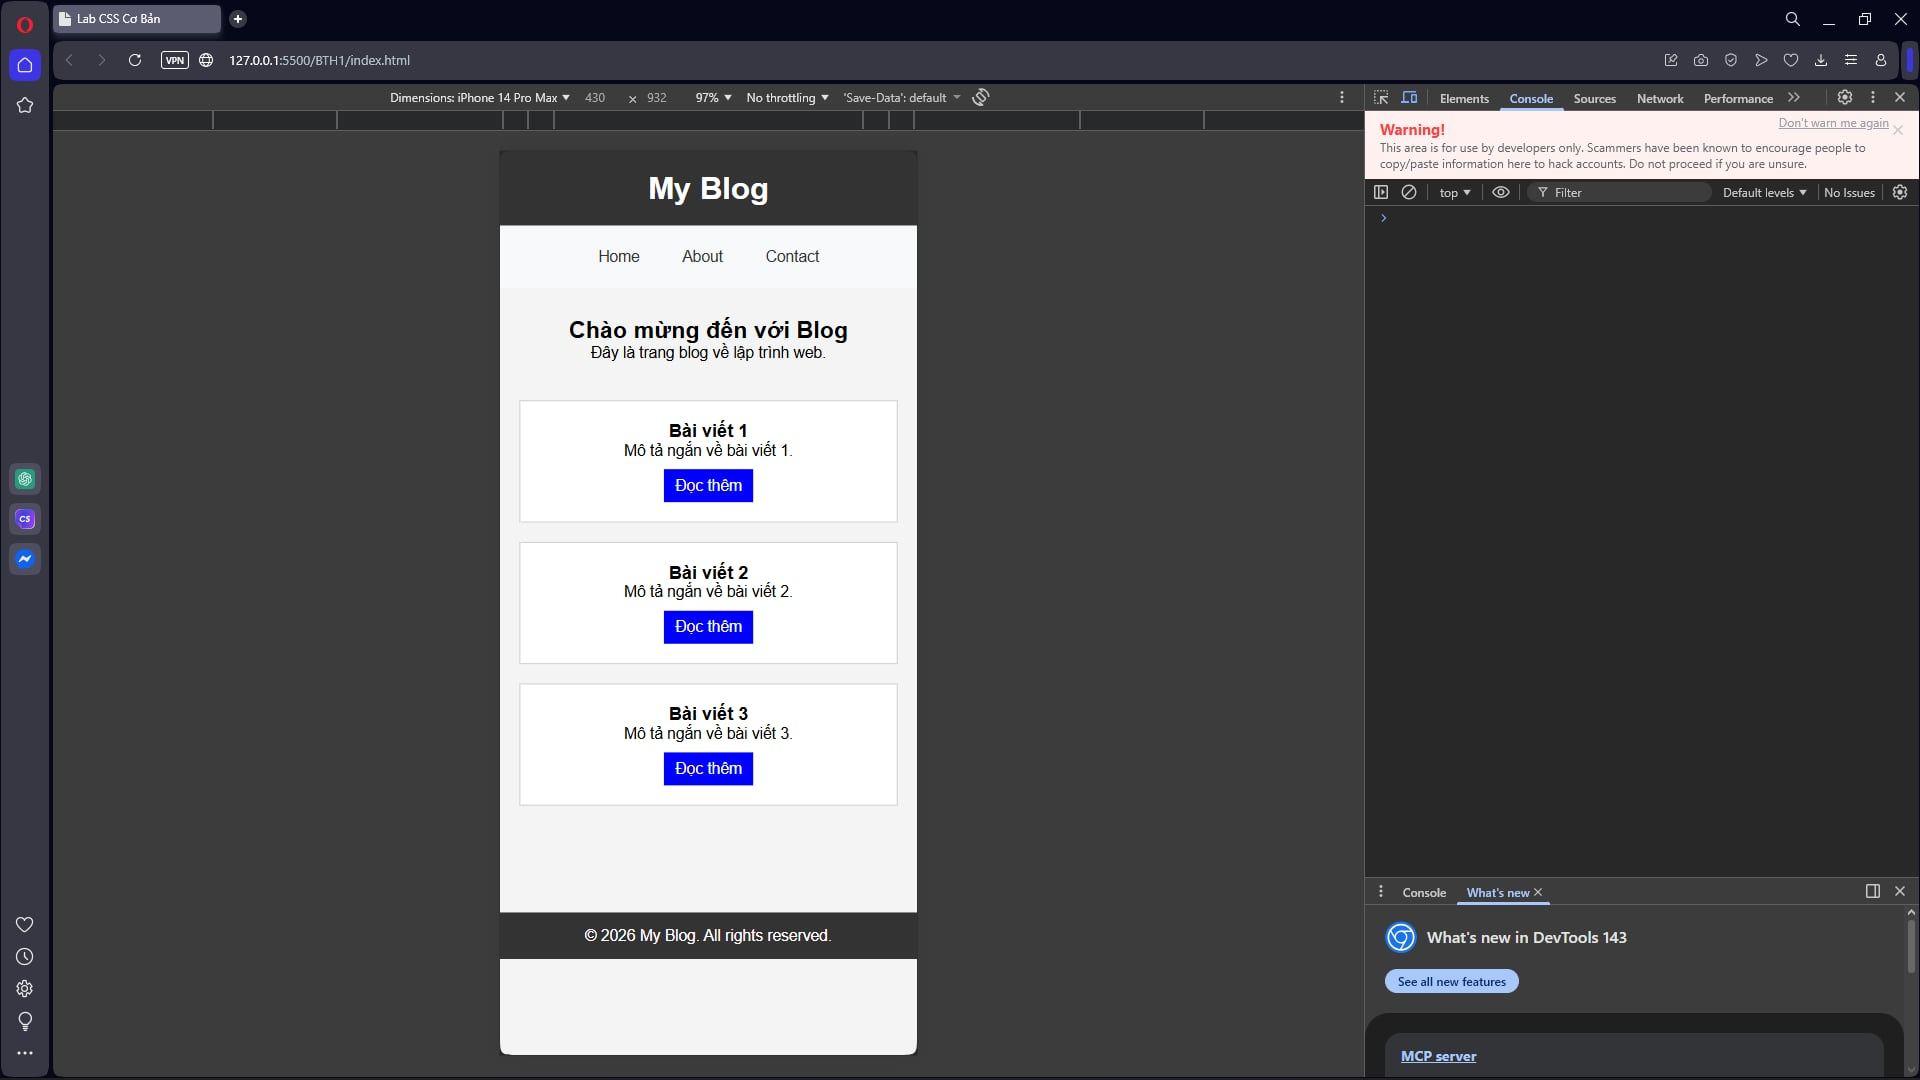 Lab CSS Cơ Bản
VPN
127.0.0.1:5500/BTH1/index.html
Dimensions: iPhone 14 Pro Max 430 × 932 97% No throttling 'Save-Data': default
Elements Console Sources Network Performance
Warning!
Don't warn me again
This area is for use by developers only. Scammers have been known to encourage people to
copy/paste information here to hack accounts. Do not proceed if you are unsure.
top Filter Default levels No Issues
My Blog
Home About Contact
Chào mừng đến với Blog
Đây là trang blog về lập trình web.
Bài viết 1
Mô tả ngắn về bài viết 1.
Đọc thêm
Bài viết 2
Mô tả ngắn về bài viết 2.
Đọc thêm
Bài viết 3
Mô tả ngắn về bài viết 3.
Đọc thêm
© 2026 My Blog. All rights reserved.
CS
Console What's new
What's new in DevTools 143
See all new features
MCP server